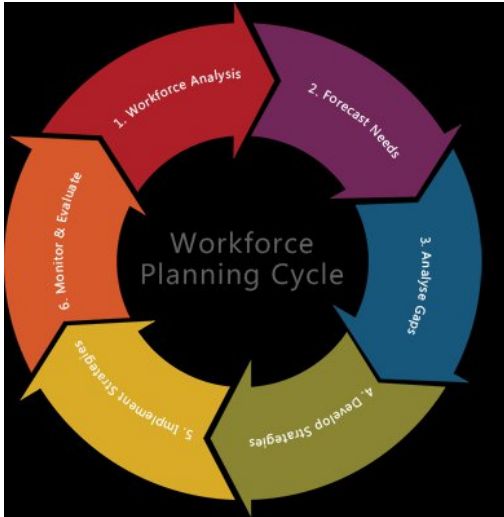 1. Workforce Analysis
2. Forecast Needs
3. Analyse Gaps
4. Develop Strategies
5. Implement Strategies
6. Monitor & Evaluate
Workforce
Planning Cycle